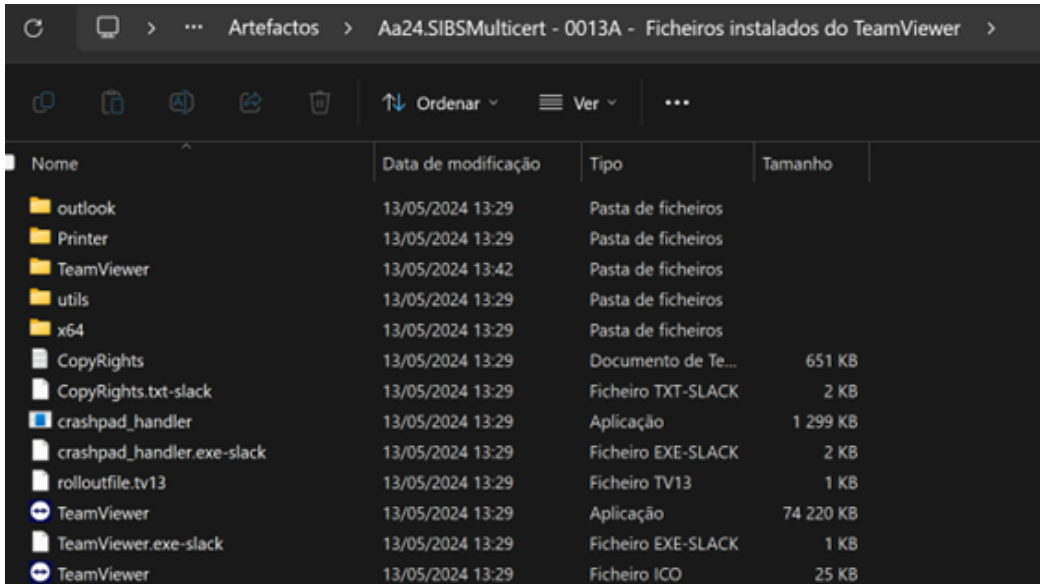 Artefactos > Aa24.SIBSMulticert - 0013A - Ficheiros instalados do TeamViewer >
Ordenar Ver
Nome Data de modificação Tipo Tamanho
outlook 13/05/2024 13:29 Pasta de ficheiros
Printer 13/05/2024 13:29 Pasta de ficheiros
TeamViewer 13/05/2024 13:42 Pasta de ficheiros
utils 13/05/2024 13:29 Pasta de ficheiros
x64 13/05/2024 13:29 Pasta de ficheiros
CopyRights 13/05/2024 13:29 Documento de Te... 651 KB
CopyRights.txt-slack 13/05/2024 13:29 Ficheiro TXT-SLACK 2 KB
crashpad_handler 13/05/2024 13:29 Aplicação 1 299 KB
crashpad_handler.exe-slack 13/05/2024 13:29 Ficheiro EXE-SLACK 2 KB
rolloutfile.tv13 13/05/2024 13:29 Ficheiro TV13 1 KB
TeamViewer 13/05/2024 13:29 Aplicação 74 220 KB
TeamViewer.exe-slack 13/05/2024 13:29 Ficheiro EXE-SLACK 1 KB
TeamViewer 13/05/2024 13:29 Ficheiro ICO 25 KB